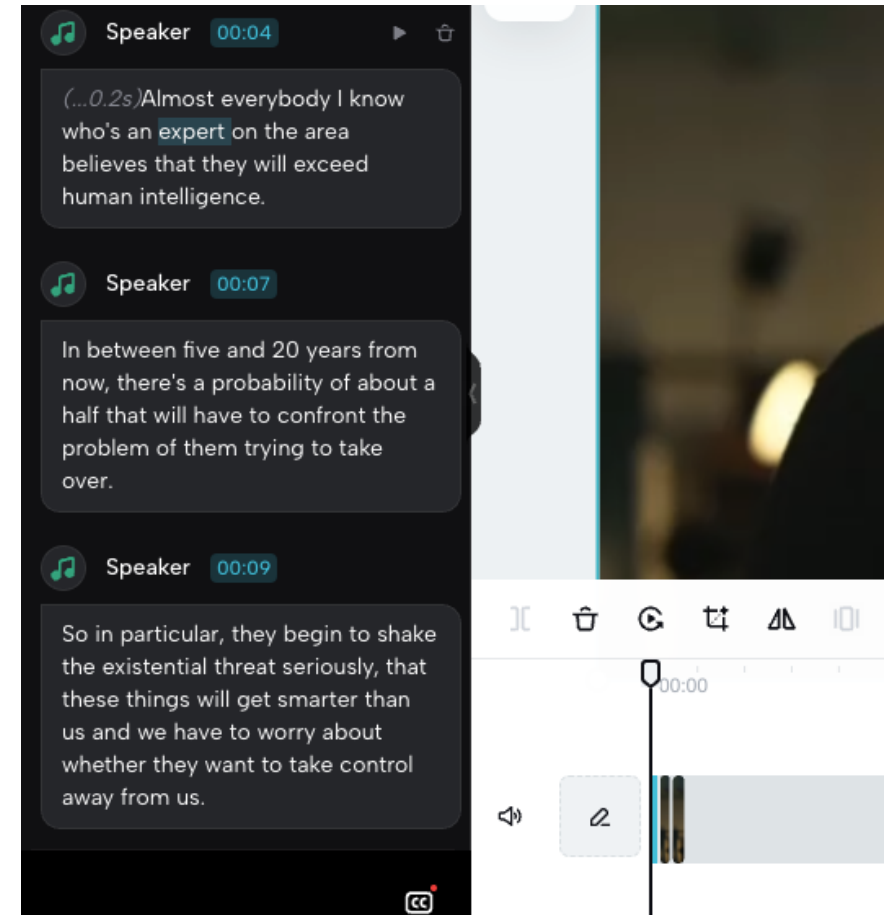 Speaker 00:04
(...0.2s)Almost everybody I know
who's an expert on the area
believes that they will exceed
human intelligence.
Speaker 00:07
In between five and 20 years from
now, there's a probability of about a
half that will have to confront the
problem of them trying to take
over.
Speaker 00:09
So in particular, they begin to shake
the existential threat seriously, that
these things will get smarter than
us and we have to worry about
whether they want to take control
away from us.
CC
00:00